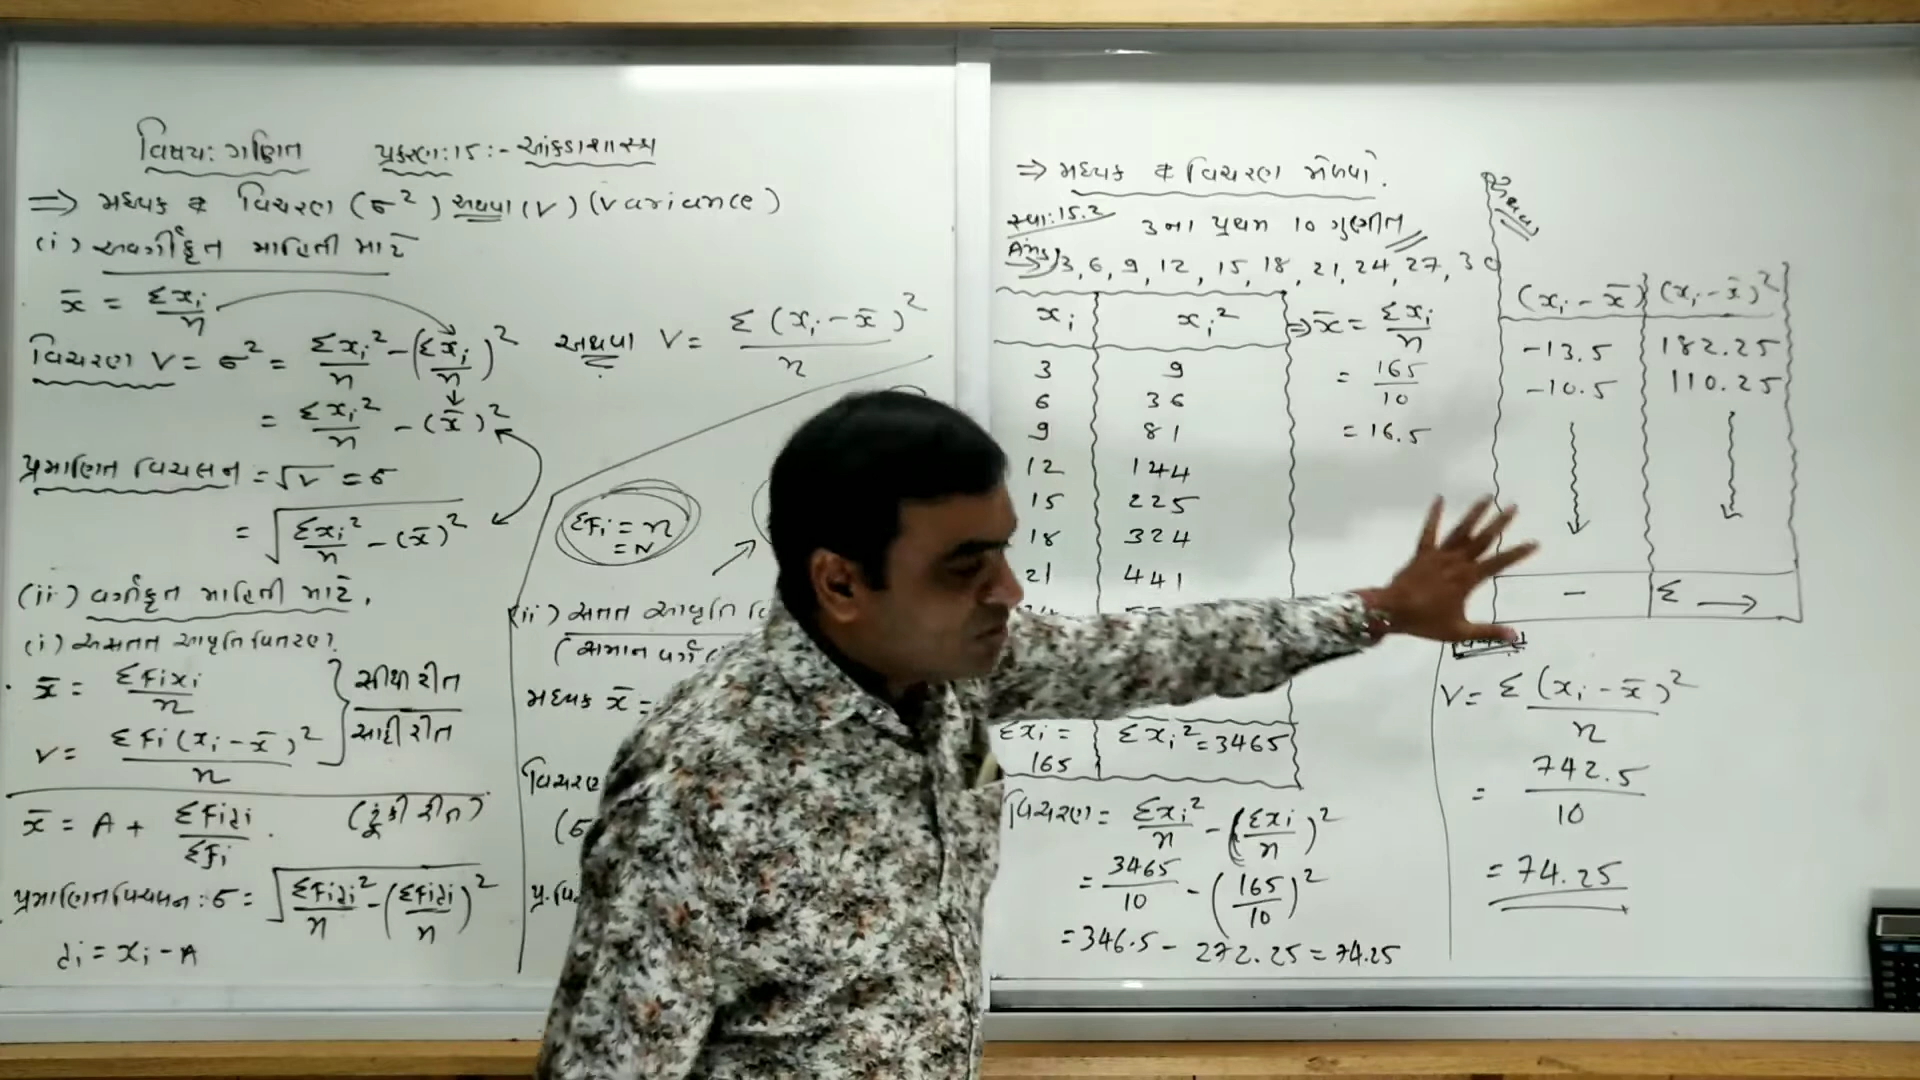 વિષય: ગણિત પ્રકરણ:15:- આંકડાશાસ્ત્ર
⇒ મધ્યક & વિચરણ (σ²) અથવા (V) (Variance)
(i) અવર્ગીકૃત માહિતી માટે
x̄ = Σxi/n
વિચરણ V = σ² = Σxi²/n - (Σxi/n)² અથવા V = Σ(xi - x̄)²/n
= Σxi²/n - (x̄)²
પ્રમાણિત વિચલન = √V = σ
= √(Σxi²/n - (x̄)²)
(ii) વર્ગીકૃત માહિતી માટે,
(i) અસતત આવૃત્તિ વિતરણ:
x̄ = Σfixi/n
V = Σfi(xi - x̄)²/n
સીધી રીત
સાદી રીત
x̄ = A + Σfidi/Σfi . (ટૂંકી રીત)
પ્રમાણિત વિચલન: σ = √(Σfidi²/n - (Σfidi/n)²)
di = xi - A
Σfi = n
= N
(ii) સતત આવૃત્તિ
(સમાન વર્ગ
મધ્યક x̄ =
વિચરણ
(σ
પ્ર.વિ.
⇒ મધ્યક & વિચરણ મેળવો.
સ્વા:15.2 3 ના પ્રથમ 10 ગુણીત
Ans → 3, 6, 9, 12, 15, 18, 21, 24, 27, 30
xi xi²
3 9
6 36
9 81
12 144
15 225
18 324
21 441
Σxi = 165 Σxi² = 3465
⇒ x̄ = Σxi/n
= 165/10
= 16.5
વિચરણ = Σxi²/n - (Σxi/n)²
= 3465/10 - (165/10)²
= 346.5 - 272.25 = 74.25
અથવા
(xi - x̄) (xi - x̄)²
-13.5 182.25
-10.5 110.25
- Σ →
V = Σ(xi - x̄)²/n
= 742.5/10
= 74.25